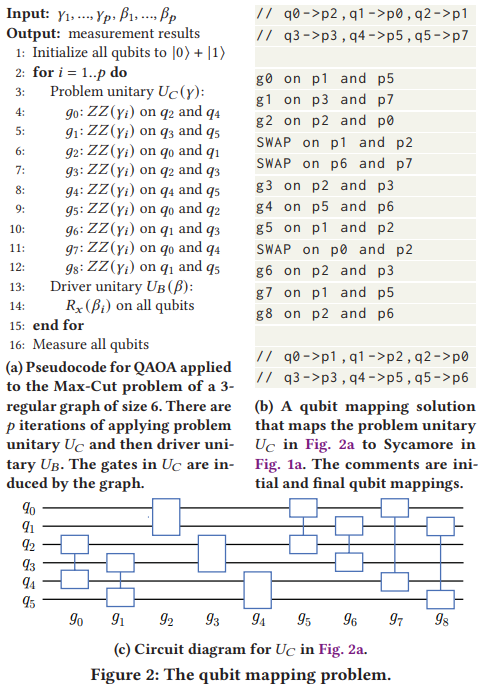 Input: γ1,...,γp, β1,...,βp
Output: measurement results
1: Initialize all qubits to |0⟩ + |1⟩
2: for i = 1..p do
3: Problem unitary UC(γ):
4: g0: ZZ(γi) on q2 and q4
5: g1: ZZ(γi) on q3 and q5
6: g2: ZZ(γi) on q0 and q1
7: g3: ZZ(γi) on q2 and q3
8: g4: ZZ(γi) on q4 and q5
9: g5: ZZ(γi) on q0 and q2
10: g6: ZZ(γi) on q1 and q3
11: g7: ZZ(γi) on q0 and q4
12: g8: ZZ(γi) on q1 and q5
13: Driver unitary UB(β):
14: Rx(βi) on all qubits
15: end for
16: Measure all qubits
(a) Pseudocode for QAOA applied
to the Max-Cut problem of a 3-
regular graph of size 6. There are
p iterations of applying problem
unitary UC and then driver uni-
tary UB. The gates in UC are in-
duced by the graph.
// q0->p2,q1->p0,q2->p1
// q3->p3,q4->p5,q5->p7
g0 on p1 and p5
g1 on p3 and p7
g2 on p2 and p0
SWAP on p1 and p2
SWAP on p6 and p7
g3 on p2 and p3
g4 on p5 and p6
g5 on p1 and p2
SWAP on p0 and p2
g6 on p2 and p3
g7 on p1 and p5
g8 on p2 and p6
// q0->p1,q1->p2,q2->p0
// q3->p3,q4->p5,q5->p6
(b) A qubit mapping solution
that maps the problem unitary
UC in Fig. 2a to Sycamore in
Fig. 1a. The comments are ini-
tial and final qubit mappings.
q0
q1
q2
q3
q4
q5
g0 g1 g2 g3 g4 g5 g6 g7 g8
(c) Circuit diagram for UC in Fig. 2a.
Figure 2: The qubit mapping problem.